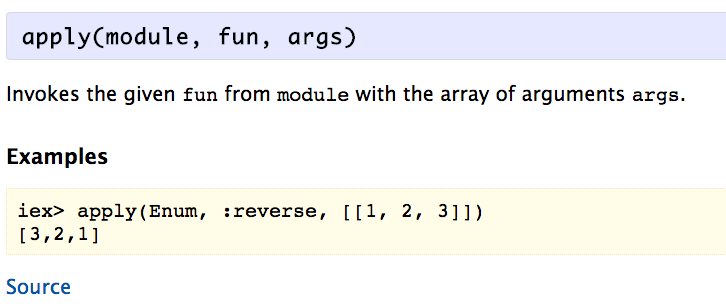 apply(module, fun, args)
Invokes the given fun from module with the array of arguments args.
Examples
iex> apply(Enum, :reverse, [[1, 2, 3]])
[3,2,1]
Source